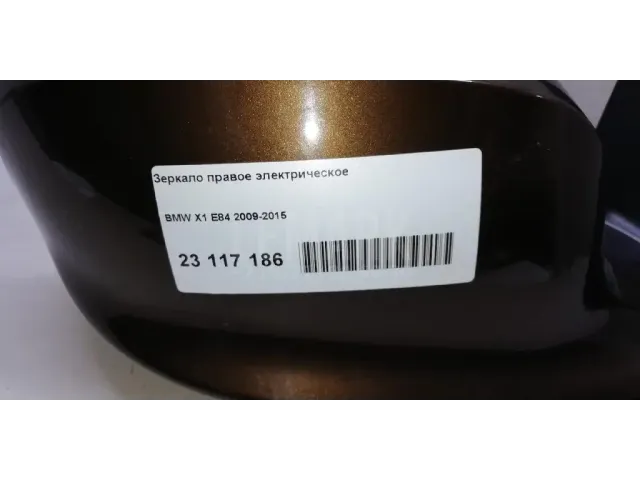 Зеркало правое электрическое
BMW X1 E84 2009-2015
23 117 186